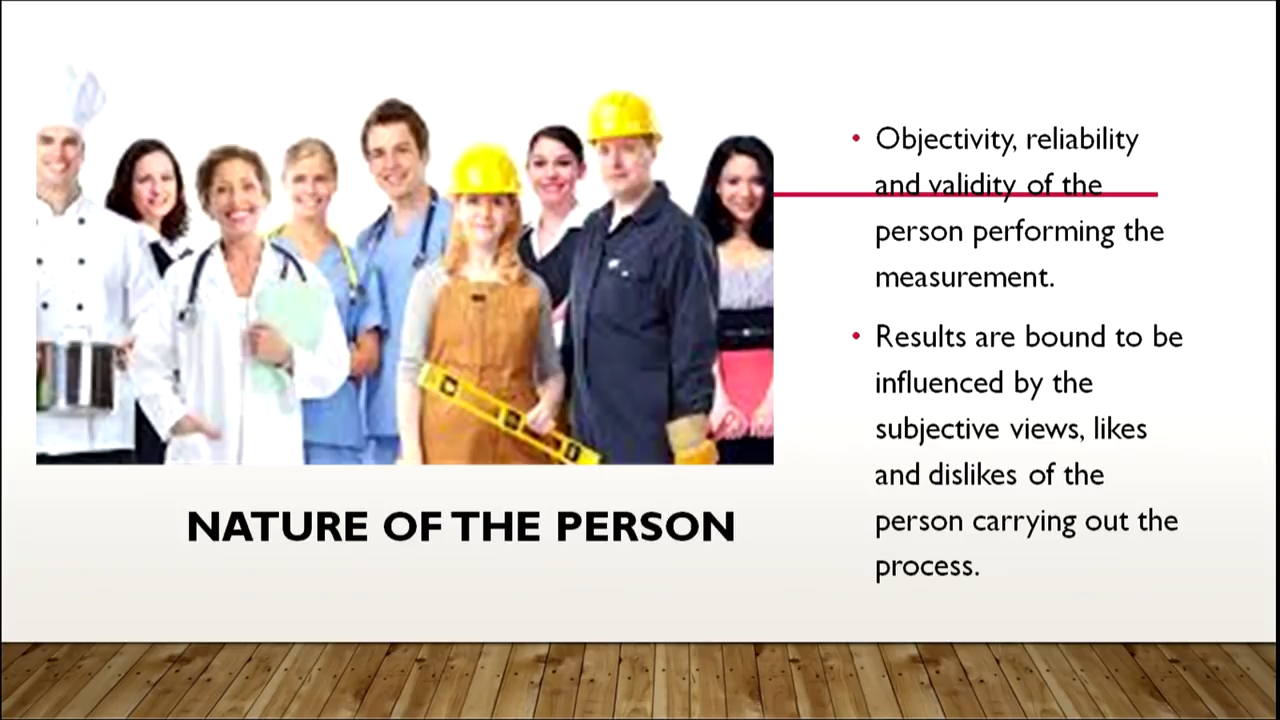 • Objectivity, reliability
and validity of the
person performing the
measurement.
• Results are bound to be
influenced by the
subjective views, likes
and dislikes of the
person carrying out the
process.
NATURE OF THE PERSON